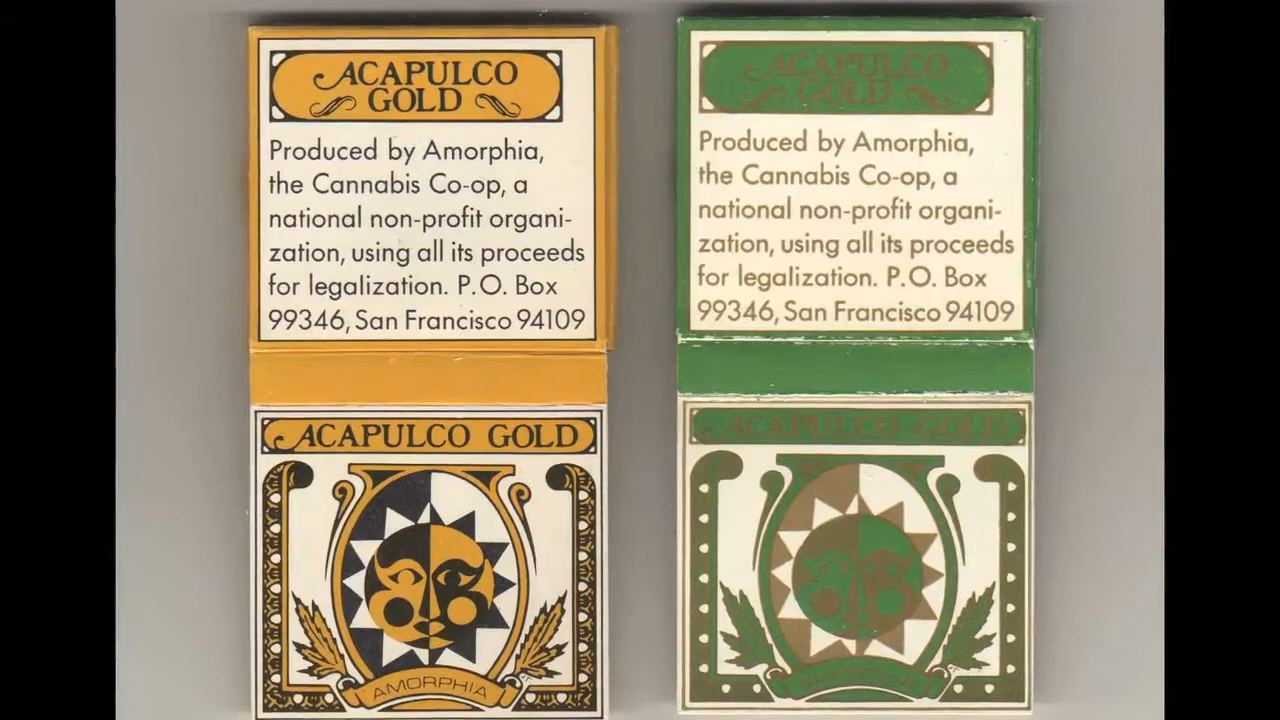 ACAPULCO
GOLD
Produced by Amorphia,
the Cannabis Co-op, a
national non-profit organi-
zation, using all its proceeds
for legalization. P.O. Box
99346, San Francisco 94109
ACAPULCO GOLD
AMORPHIA
ACAPULCO
GOLD
Produced by Amorphia,
the Cannabis Co-op, a
national non-profit organi-
zation, using all its proceeds
for legalization. P.O. Box
99346, San Francisco 94109
ACAPULCO GOLD
AMORPHIA